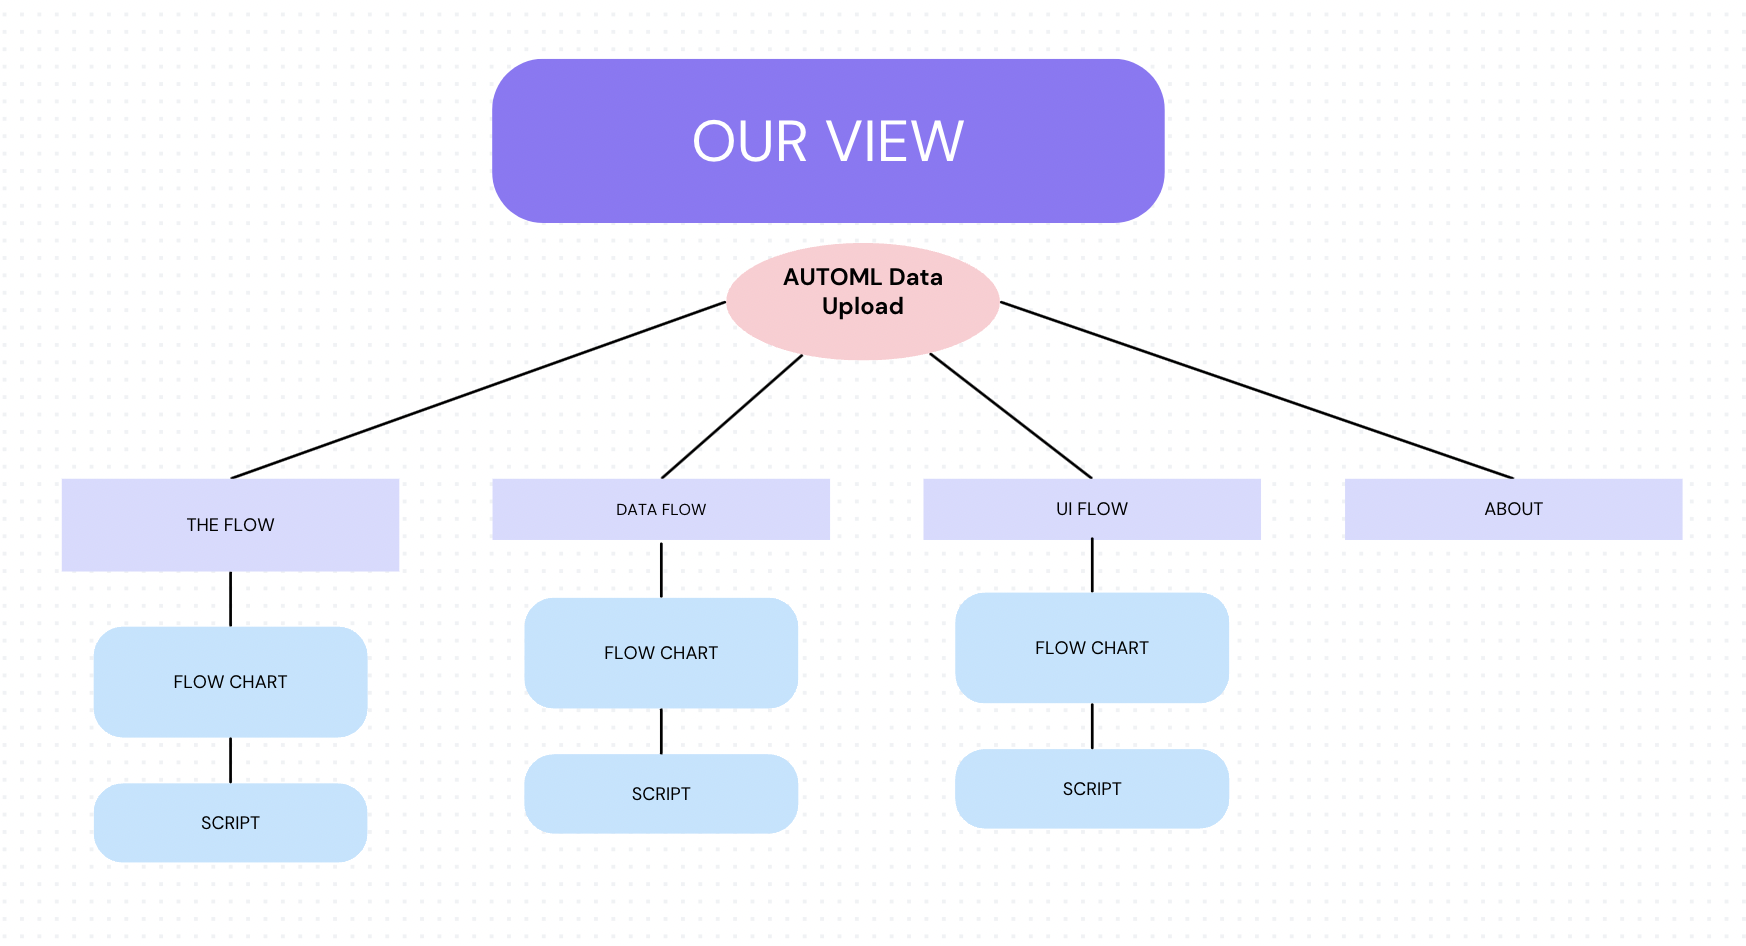 OUR VIEW
AUTOML Data
Upload
THE FLOW
DATA FLOW
UI FLOW
ABOUT
FLOW CHART
FLOW CHART
FLOW CHART
SCRIPT
SCRIPT
SCRIPT